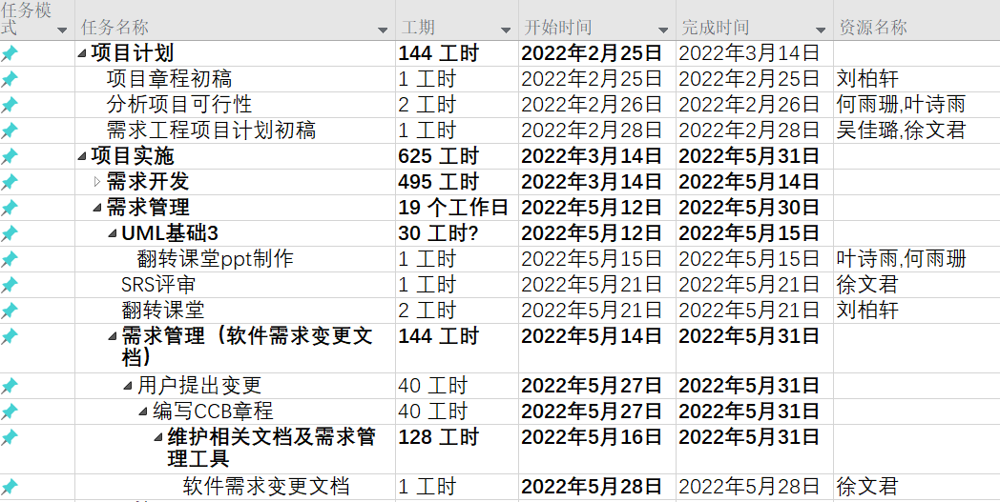 任务模式 任务名称 工期 开始时间 完成时间 资源名称
项目计划 144 工时 2022年2月25日 2022年3月14日
项目章程初稿 1 工时 2022年2月25日 2022年2月25日 刘柏轩
分析项目可行性 2 工时 2022年2月26日 2022年2月26日 何雨珊,叶诗雨
需求工程项目计划初稿 1 工时 2022年2月28日 2022年2月28日 吴佳璐,徐文君
项目实施 625 工时 2022年3月14日 2022年5月31日
需求开发 495 工时 2022年3月14日 2022年5月14日
需求管理 19 个工作日 2022年5月12日 2022年5月30日
UML基础3 30 工时? 2022年5月12日 2022年5月15日
翻转课堂ppt制作 1 工时 2022年5月15日 2022年5月15日 叶诗雨,何雨珊
SRS评审 1 工时 2022年5月21日 2022年5月21日 徐文君
翻转课堂 2 工时 2022年5月21日 2022年5月21日 刘柏轩
需求管理（软件需求变更文 144 工时 2022年5月14日 2022年5月31日
档）
用户提出变更 40 工时 2022年5月27日 2022年5月31日
编写CCB章程 40 工时 2022年5月27日 2022年5月31日
维护相关文档及需求管 128 工时 2022年5月16日 2022年5月31日
理工具
软件需求变更文档 1 工时 2022年5月28日 2022年5月28日 徐文君